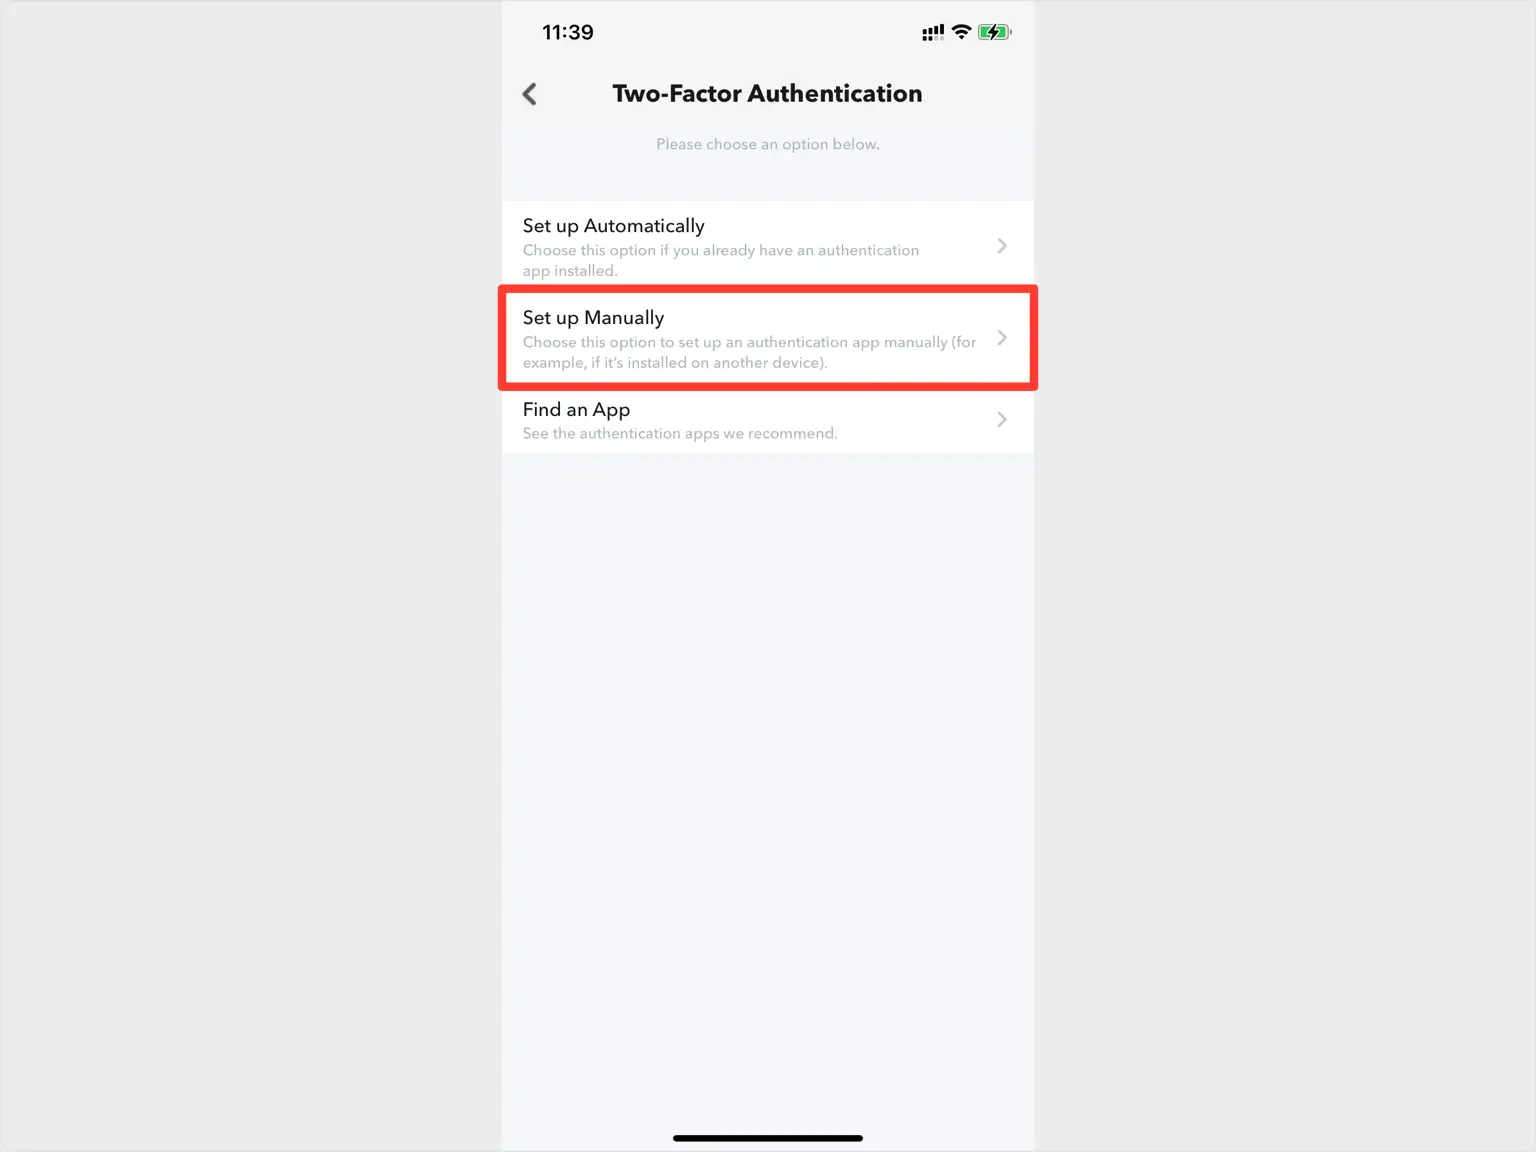 11:39
Two-Factor Authentication
Please choose an option below.
Set up Automatically
Choose this option if you already have an authentication
app installed.
Set up Manually
Choose this option to set up an authentication app manually (for
example, if it's installed on another device).
Find an App
See the authentication apps we recommend.